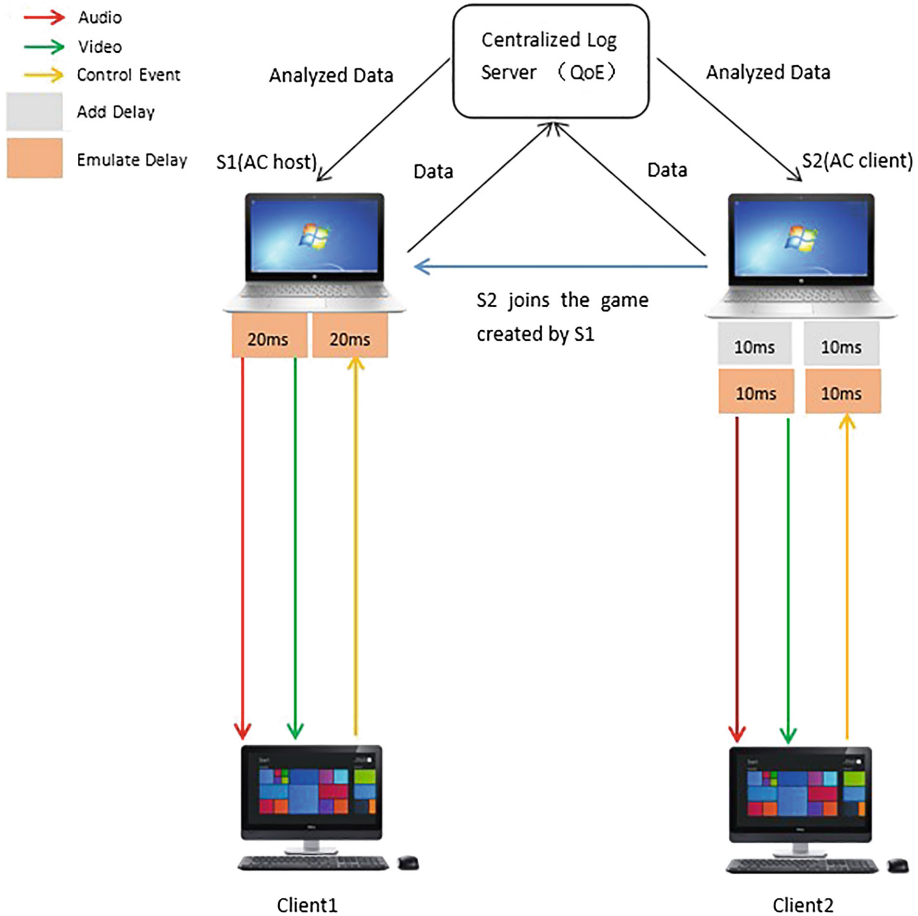 Audio
Video
Control Event
Add Delay
Emulate Delay
Centralized Log
Server （QoE）
Analyzed Data
Analyzed Data
S1(AC host)
Data
Data
S2(AC client)
S2 joins the game
created by S1
20ms
20ms
10ms
10ms
10ms
10ms
Client1
Client2